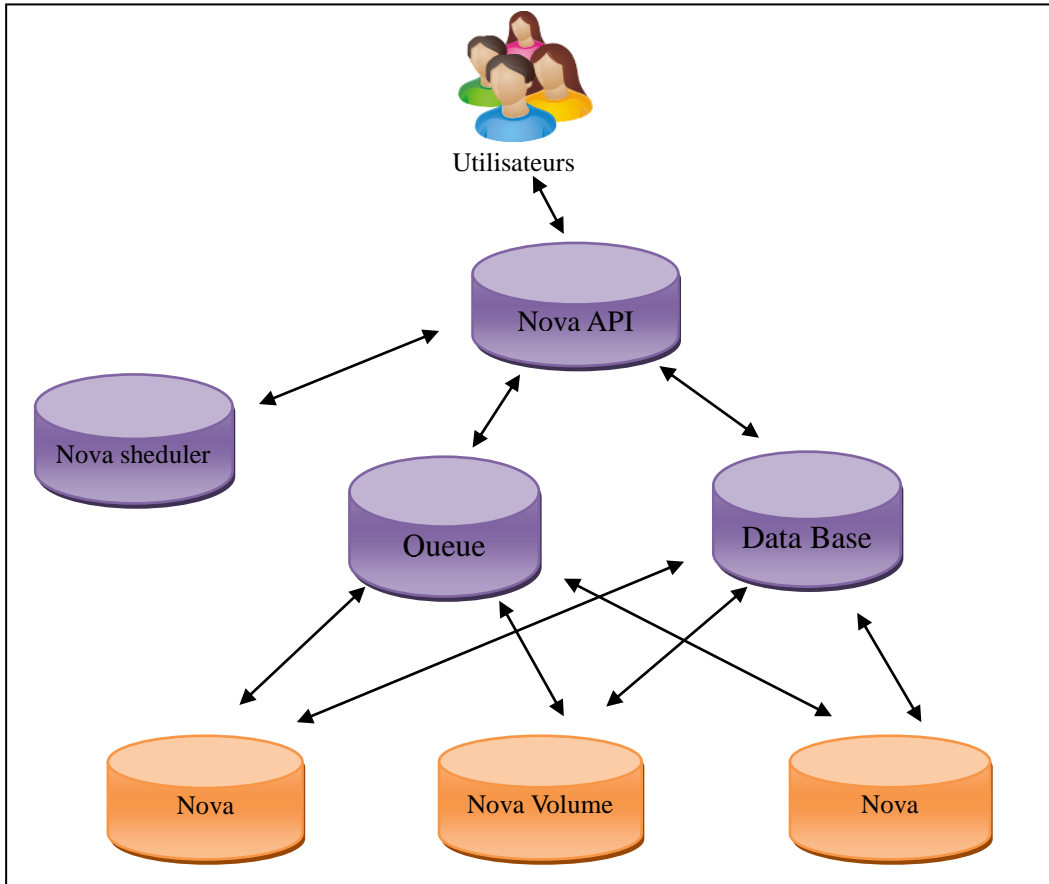 Utilisateurs
Nova API
Nova sheduler
Oueue
Data Base
Nova
Nova Volume
Nova